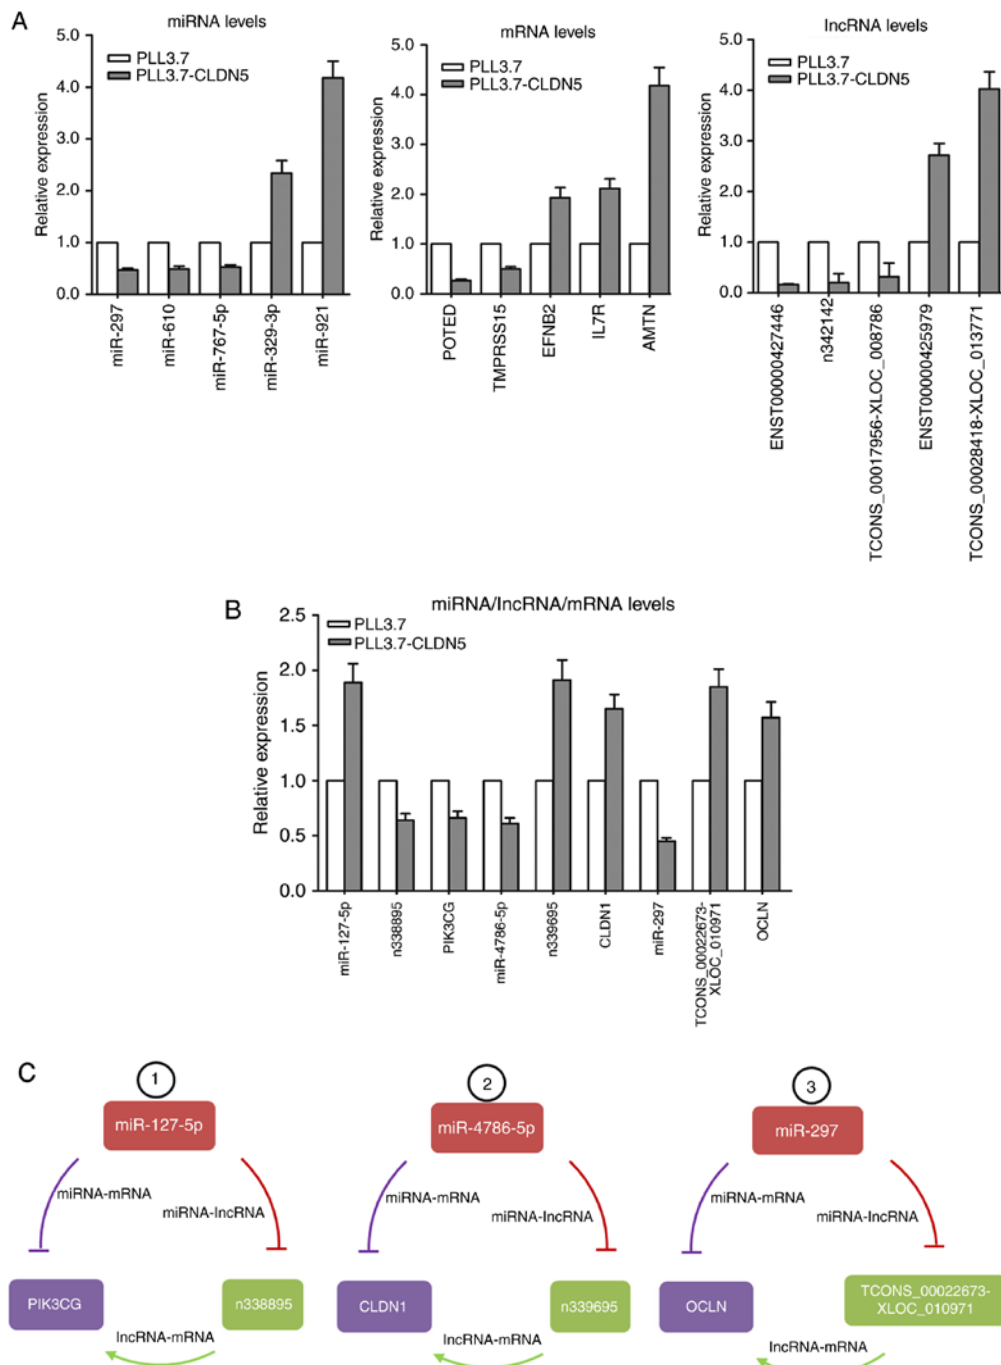 A
miRNA levels
5.0
4.0
3.0
2.0
1.0
0.0
Relative expression
PLL3.7
PLL3.7-CLDN5
miR-297
miR-610
miR-767-5p
miR-329-3p
miR-921
mRNA levels
5.0
4.0
3.0
2.0
1.0
0.0
Relative expression
PLL3.7
PLL3.7-CLDN5
POTED
TMPRSS15
EFNB2
IL7R
AMTN
lncRNA levels
5.0
4.0
3.0
2.0
1.0
0.0
Relative expression
PLL3.7
PLL3.7-CLDN5
ENST00000427446
n342142
TCONS_00017956-XLOC_008786
ENST00000425979
TCONS_00028418-XLOC_013771
B
miRNA/lncRNA/mRNA levels
2.5
2.0
1.5
1.0
0.5
0.0
Relative expression
PLL3.7
PLL3.7-CLDN5
miR-127-5p
n338895
PIK3CG
miR-4786-5p
n339695
CLDN1
miR-297
TCONS_00022673-
XLOC_010971
OCLN
C
1
miR-127-5p
miRNA-mRNA
miRNA-lncRNA
PIK3CG
n338895
lncRNA-mRNA
2
miR-4786-5p
miRNA-mRNA
miRNA-lncRNA
CLDN1
n339695
lncRNA-mRNA
3
miR-297
miRNA-mRNA
miRNA-lncRNA
OCLN
TCONS_00022673-
XLOC_010971
lncRNA-mRNA